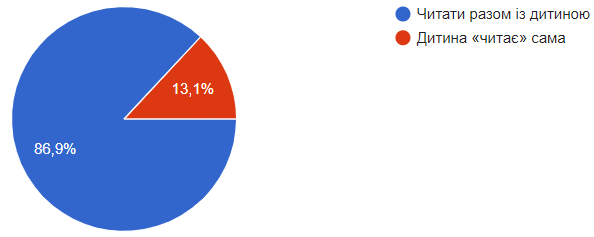 Читати разом із дитиною
Дитина «читає» сама
13,1%
86,9%